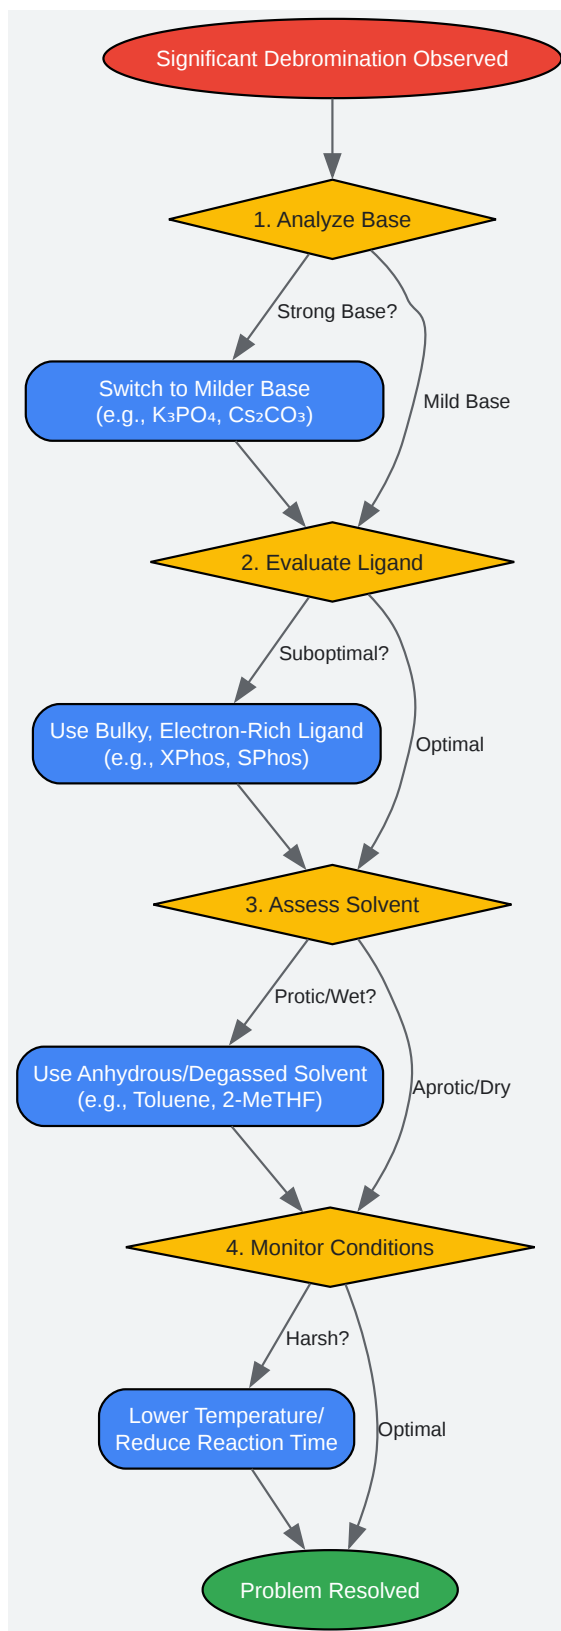 Significant Debromination Observed
1. Analyze Base
Strong Base?
Switch to Milder Base
(e.g., K₃PO₄, Cs₂CO₃)
Mild Base
2. Evaluate Ligand
Suboptimal?
Use Bulky, Electron-Rich Ligand
(e.g., XPhos, SPhos)
Optimal
3. Assess Solvent
Protic/Wet?
Use Anhydrous/Degassed Solvent
(e.g., Toluene, 2-MeTHF)
Aprotic/Dry
4. Monitor Conditions
Harsh?
Lower Temperature/
Reduce Reaction Time
Optimal
Problem Resolved